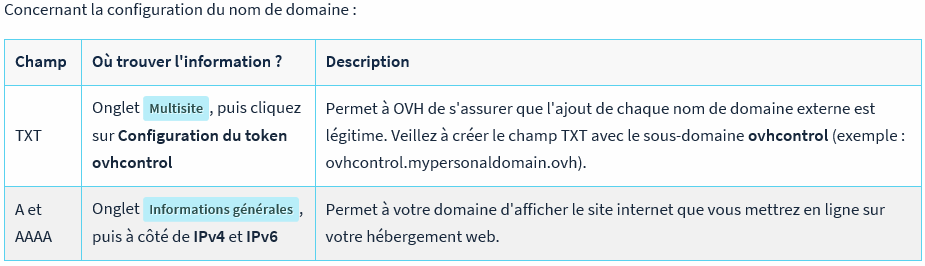 Concernant la configuration du nom de domaine :
Champ
Où trouver l'information ?
Description
TXT
Onglet Multisite, puis cliquez
sur Configuration du token
ovhcontrol
Permet à OVH de s'assurer que l'ajout de chaque nom de domaine externe est
légitime. Veillez à créer le champ TXT avec le sous-domaine ovhcontrol (exemple :
ovhcontrol.mypersonaldomain.ovh).
A et
AAAA
Onglet Informations générales,
puis à côté de IPv4 et IPv6
Permet à votre domaine d'afficher le site internet que vous mettrez en ligne sur
votre hébergement web.